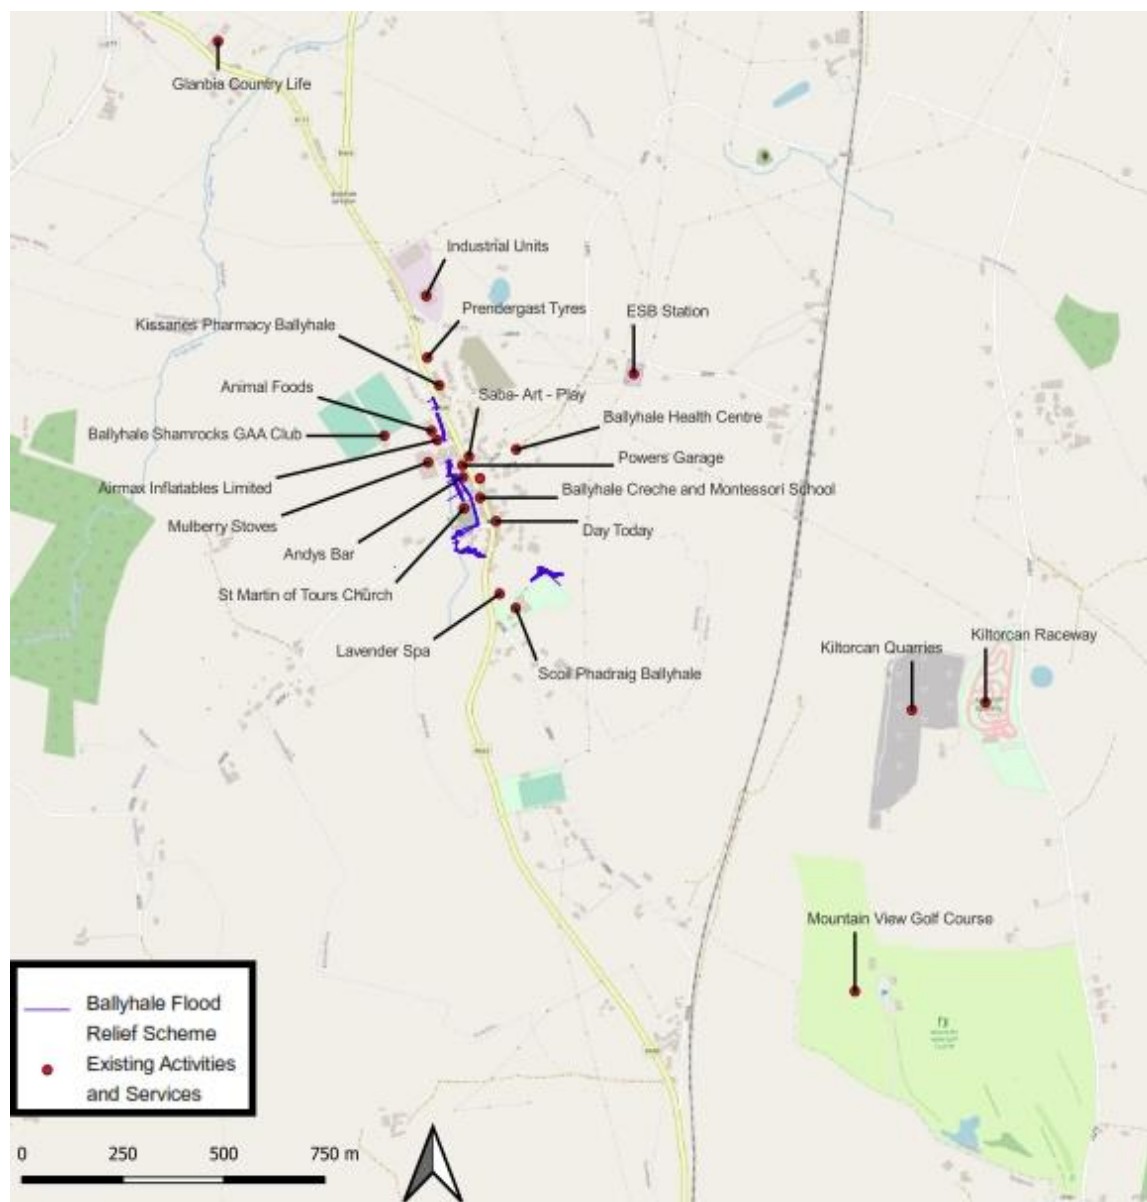 Glanbia Country Life
Industrial Units
Prendergast Tyres
ESB Station
Kissanes Pharmacy Ballyhale
Animal Foods
Saba- Art - Play
Ballyhale Health Centre
Ballyhale Shamrocks GAA Club
Powers Garage
Airmax Inflatables Limited
Ballyhale Creche and Montessori School
Mulberry Stoves
Day Today
Andys Bar
St Martin of Tours Church
Lavender Spa
Scoil Phadraig Ballyhale
Kiltorcan Quarries
Kiltorcan Raceway
Mountain View Golf Course
Ballyhale Flood
Relief Scheme
Existing Activities
and Services
0 250 500 750 m